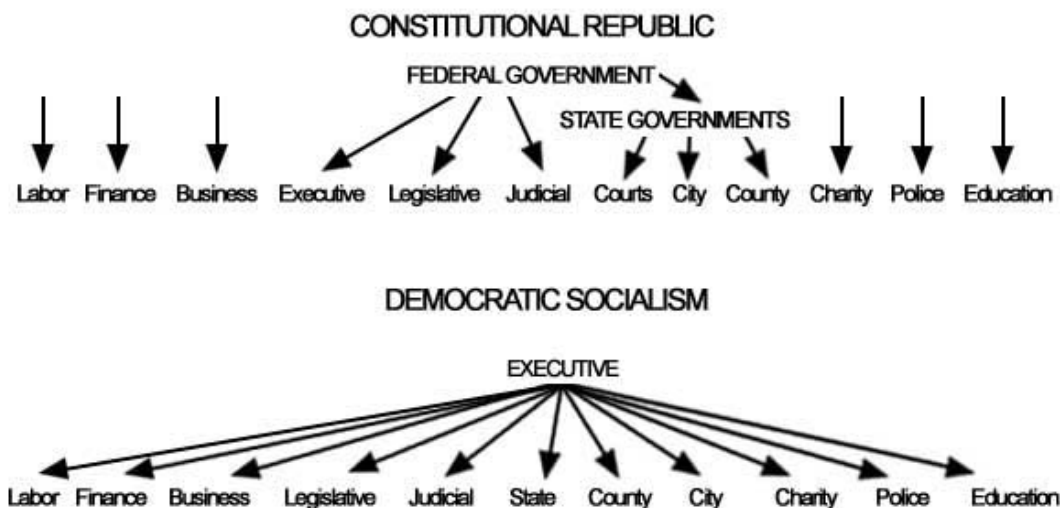 CONSTITUTIONAL REPUBLIC
FEDERAL GOVERNMENT
STATE GOVERNMENTS
Labor Finance Business Executive Legislative Judicial Courts City County Charity Police Education
DEMOCRATIC SOCIALISM
EXECUTIVE
Labor Finance Business Legislative Judicial State County City Charity Police Education